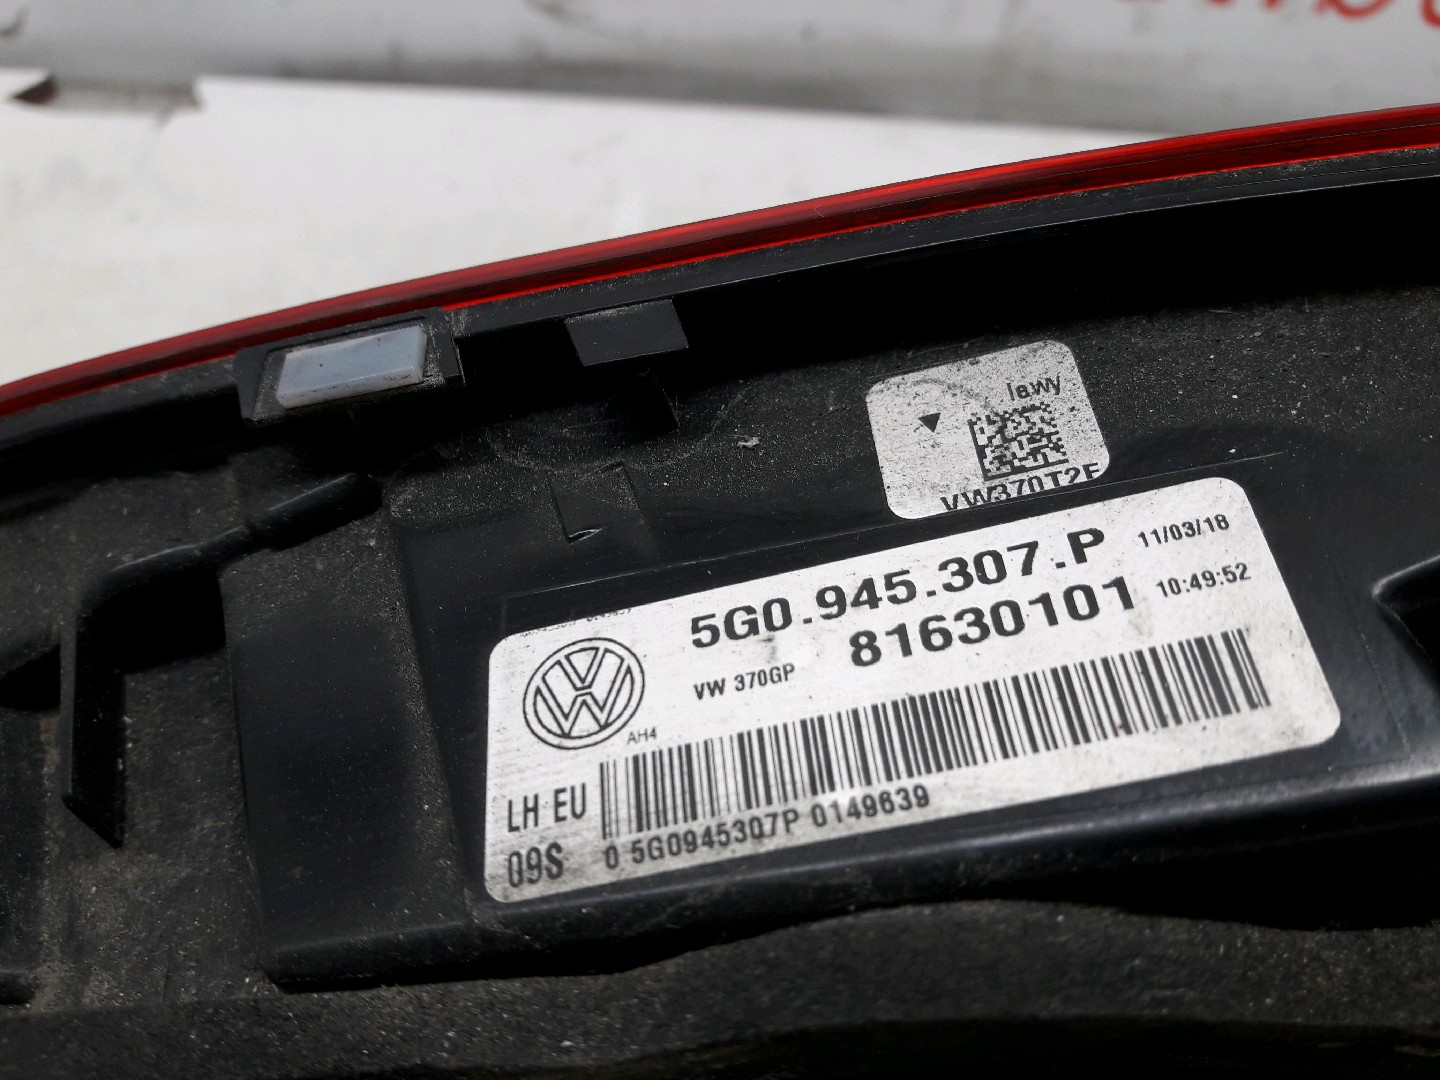 lewy
VW370T2F
5G0.945.307.P
11/03/18
81630101
10:49:52
VW 370GP
AH4
LH EU
09S
0 5G0945307P 0149639